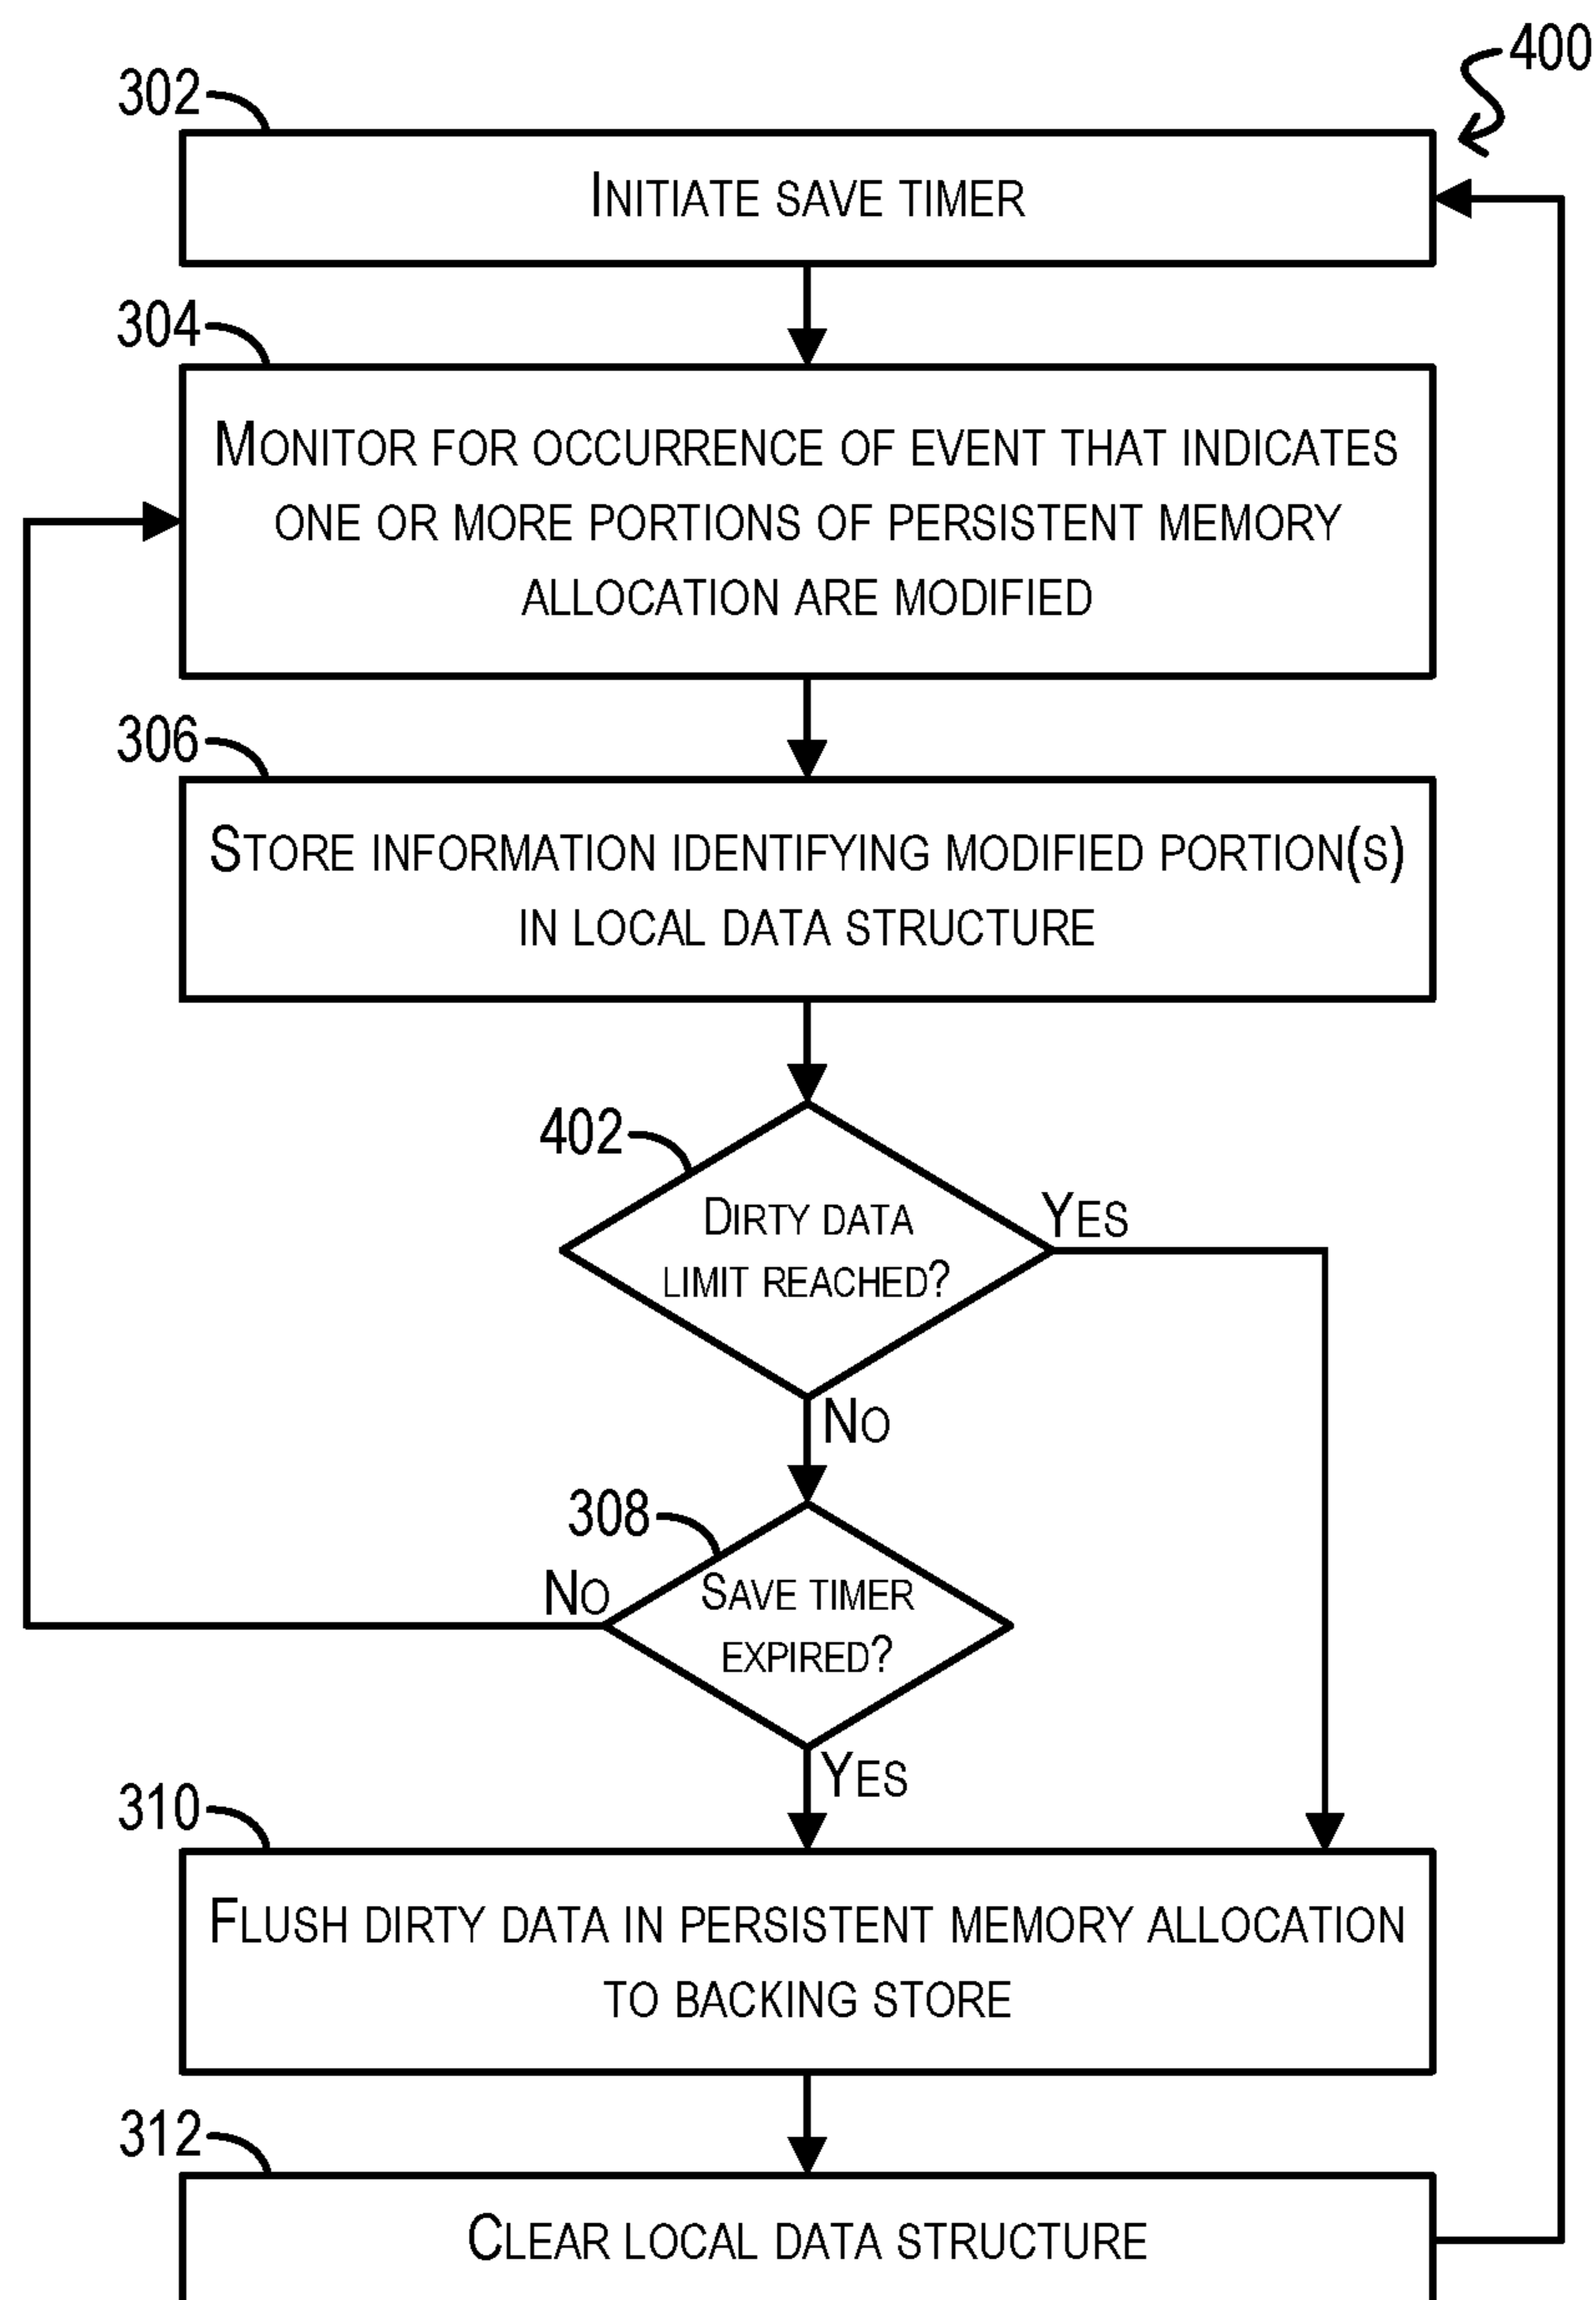 400
302
Initiate save timer
304
Monitor for occurrence of event that indicates
one or more portions of persistent memory
allocation are modified
306
Store information identifying modified portion(s)
in local data structure
402
Dirty data
limit reached?
Yes
No
308
No
Save timer
expired?
Yes
310
Flush dirty data in persistent memory allocation
to backing store
312
Clear local data structure